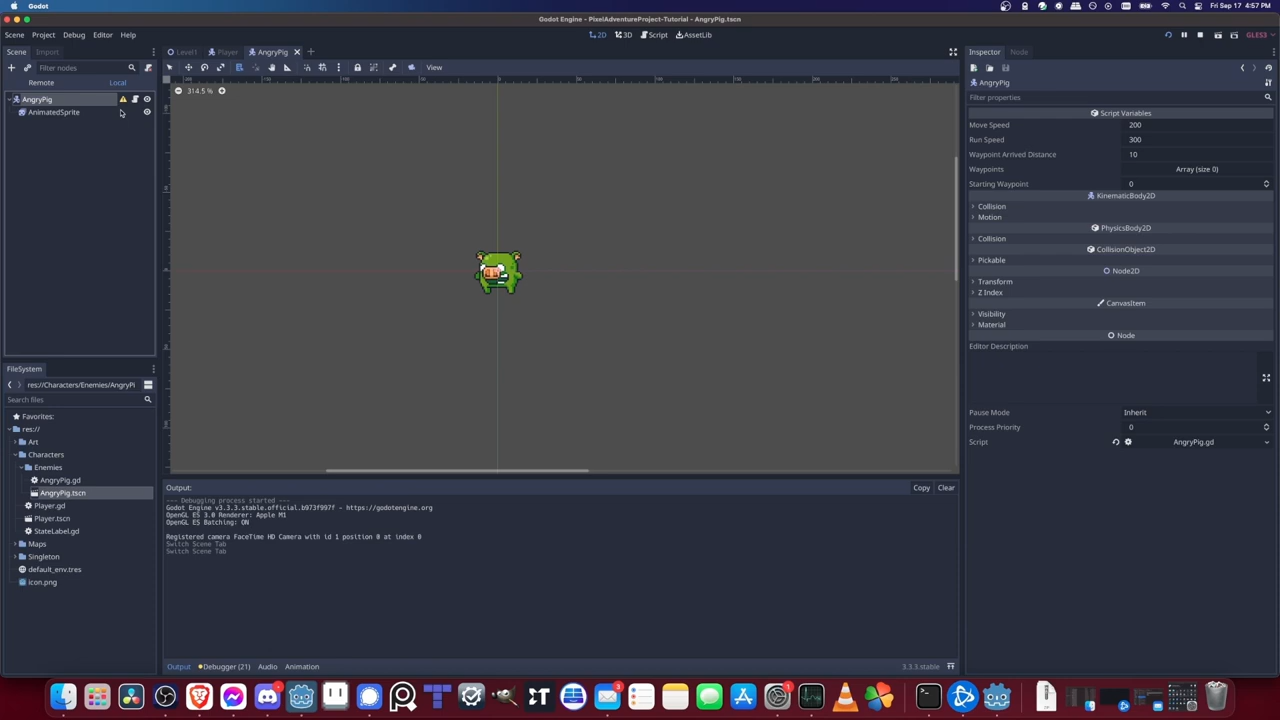 Godot
Fri Sep 17 4:57 PM
Godot Engine - PixelAdventureProject-Tutorial - AngryPig.tscn
Scene Project Debug Editor Help
2D 3D Script AssetLib
GLES3
Scene Import
Level1 Player AngryPig
Inspector Node
Filter nodes
View
Remote Local
AngryPig
Filter properties
AngryPig
314.5 %
AnimatedSprite
Script Variables
Move Speed 200
Run Speed 300
Waypoint Arrived Distance 10
Waypoints Array (size 0)
Starting Waypoint 0
KinematicBody2D
Collision
Motion
PhysicsBody2D
Collision
CollisionObject2D
Pickable
Node2D
Transform
Z Index
CanvasItem
Visibility
Material
Node
Editor Description
Pause Mode Inherit
Process Priority 0
Script AngryPig.gd
FileSystem
res://Characters/Enemies/AngryPi
Search files
Favorites:
res://
Art
Characters
Enemies
AngryPig.gd
AngryPig.tscn
Player.gd
Player.tscn
StateLabel.gd
Maps
Singleton
default_env.tres
icon.png
Output:
Copy Clear
--- Debugging process started ---
Godot Engine v3.3.3.stable.official.b973f997f - https://godotengine.org
OpenGL ES 3.0 Renderer: Apple M1
OpenGL ES Batching: ON
Registered camera FaceTime HD Camera with id 1 position 0 at index 0
Switch Scene Tab
Switch Scene Tab
Output Debugger (21) Audio Animation
3.3.3.stable